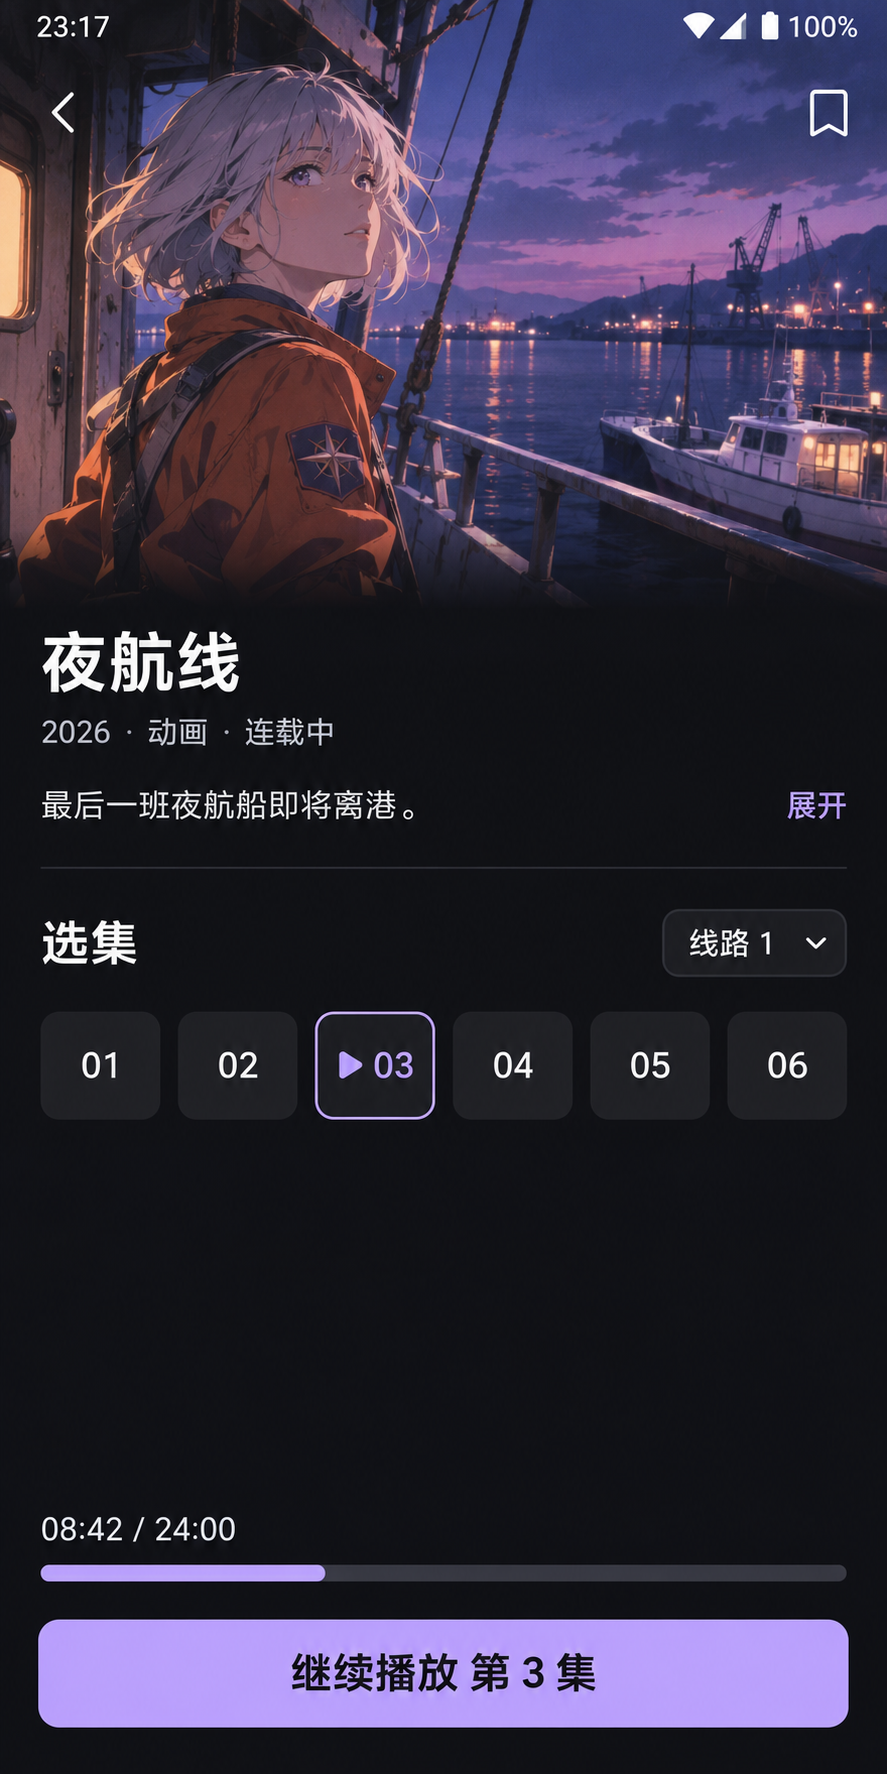 23:17 100%
夜航线
2026 · 动画 · 连载中
最后一班夜航船即将离港。 展开
选集 线路 1
01 02 03 04 05 06
08:42 / 24:00
继续播放 第 3 集